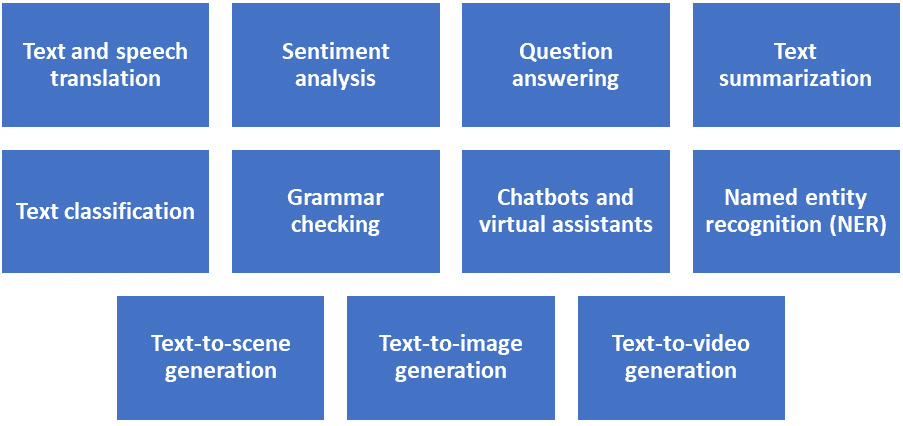 Text and speech
translation
Sentiment
analysis
Question
answering
Text
summarization
Text classification
Grammar
checking
Chatbots and
virtual assistants
Named entity
recognition (NER)
Text-to-scene
generation
Text-to-image
generation
Text-to-video
generation